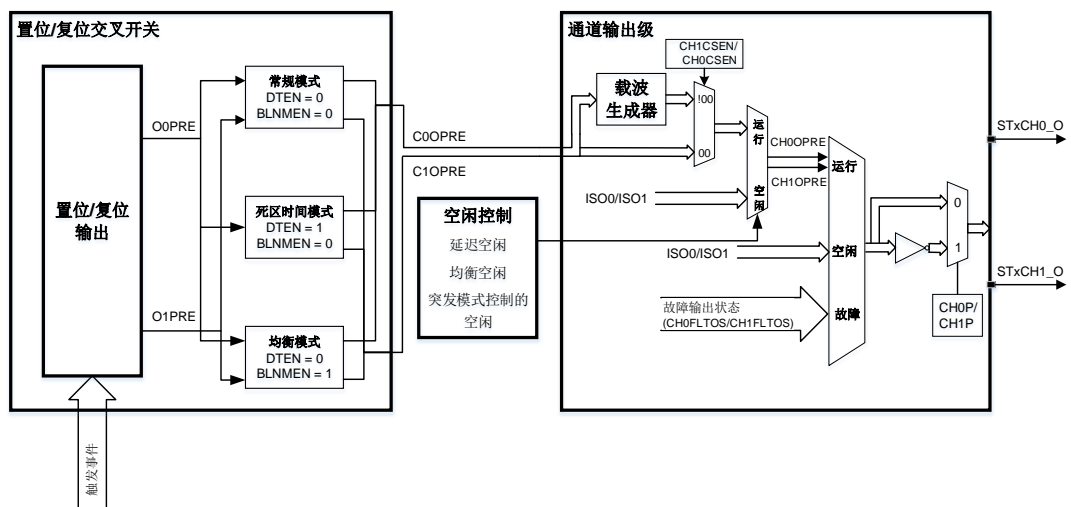 置位/复位交叉开关
置位/复位
输出
O0PRE
O1PRE
常规模式
DTEN = 0
BLNMEN = 0
死区时间模式
DTEN = 1
BLNMEN = 0
均衡模式
DTEN = 0
BLNMEN = 1
触发事件
C0OPRE
C1OPRE
空闲控制
延迟空闲
均衡空闲
突发模式控制的
空闲
通道输出级
载波
生成器
CH1CSEN/
CH0CSEN
!00
00
ISO0/ISO1
运行
空闲
CH0OPRE
CH1OPRE
ISO0/ISO1
故障输出状态
(CH0FLTOS/CH1FLTOS)
运行
空闲
故障
0
1
CH0P/
CH1P
STxCH0_O
STxCH1_O